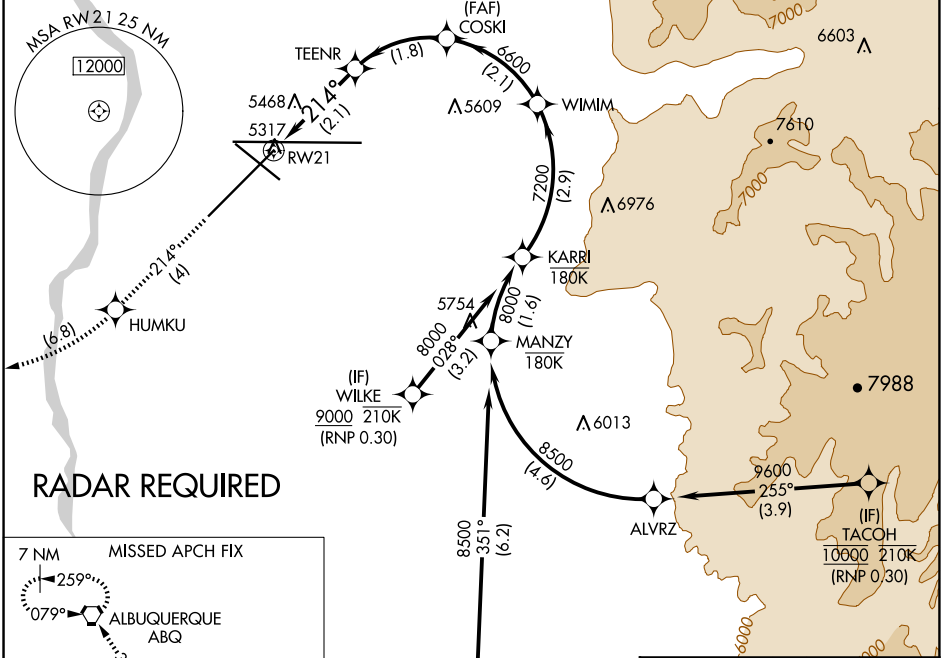 MSA RW21 25 NM
12000
(FAF)
COSKI
TEENR
(1.8)
6600
(2.1)
6603
5468
214°
(2.1)
5609
WIMIM
7610
7000
7000
5317
RW21
7200
(2.9)
6976
214°
(4)
KARRI
180K
HUMKU
(6.8)
5754
8000
(1.6)
8000
028°
(3.2)
MANZY
180K
(IF)
WILKE
9000 210K
(RNP 0.30)
7988
6013
8500
(4.6)
9600
255°
(3.9)
RADAR REQUIRED
ALVRZ
(IF)
TACOH
10000 210K
(RNP 0.30)
8500
351°
(6.2)
MISSED APCH FIX
7 NM
259°
079°
ALBUQUERQUE
ABQ
6000